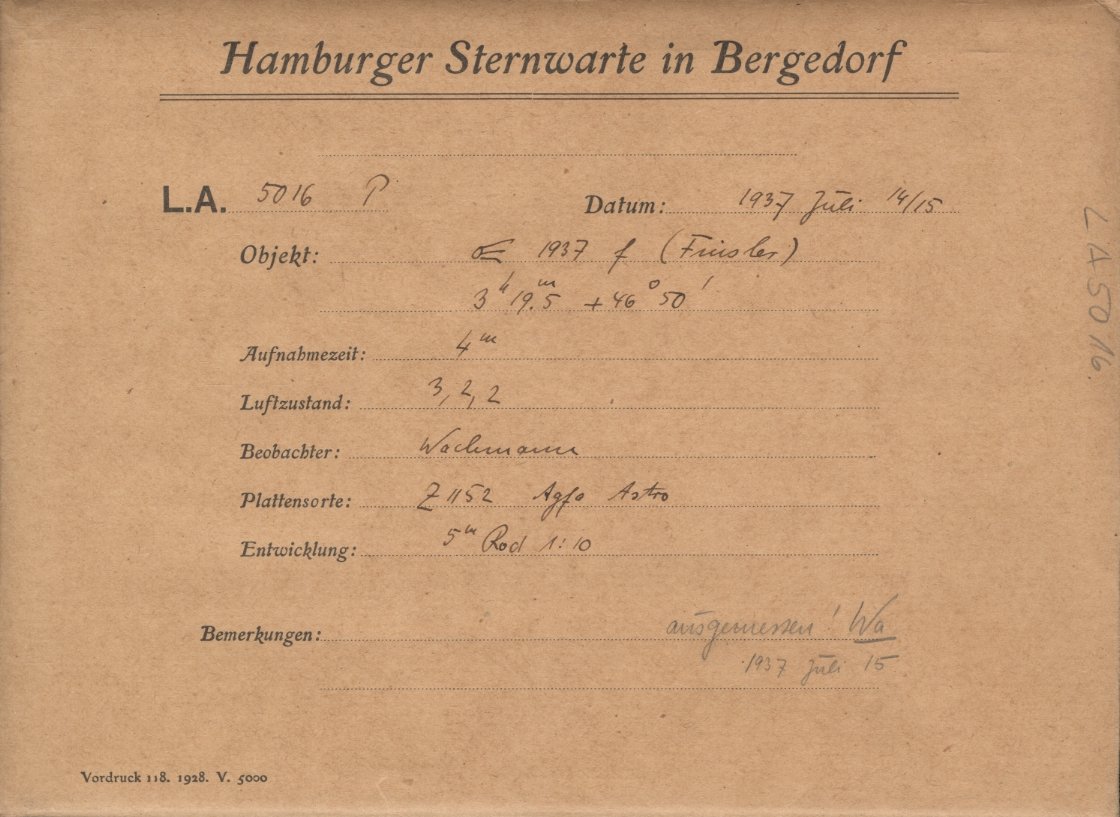 Hamburger Sternwarte in Bergedorf
L.A. 5016 P
Datum: 1937 Juli 14/15
Objekt: ☄ 1937 f (Finsler)
3ʰ 19.ᵐ5 +46° 50'
Aufnahmezeit: 4ᵐ
Luftzustand: 3, 2, 2
Beobachter: Wachmann
Plattensorte: Z 1152 Agfa Astro
Entwicklung: 5ᵐ Rod 1:10
Bemerkungen: ausgemessen! Wa
1937 Juli 15
Vordruck 118. 1928. V. 5000
LA 5016.